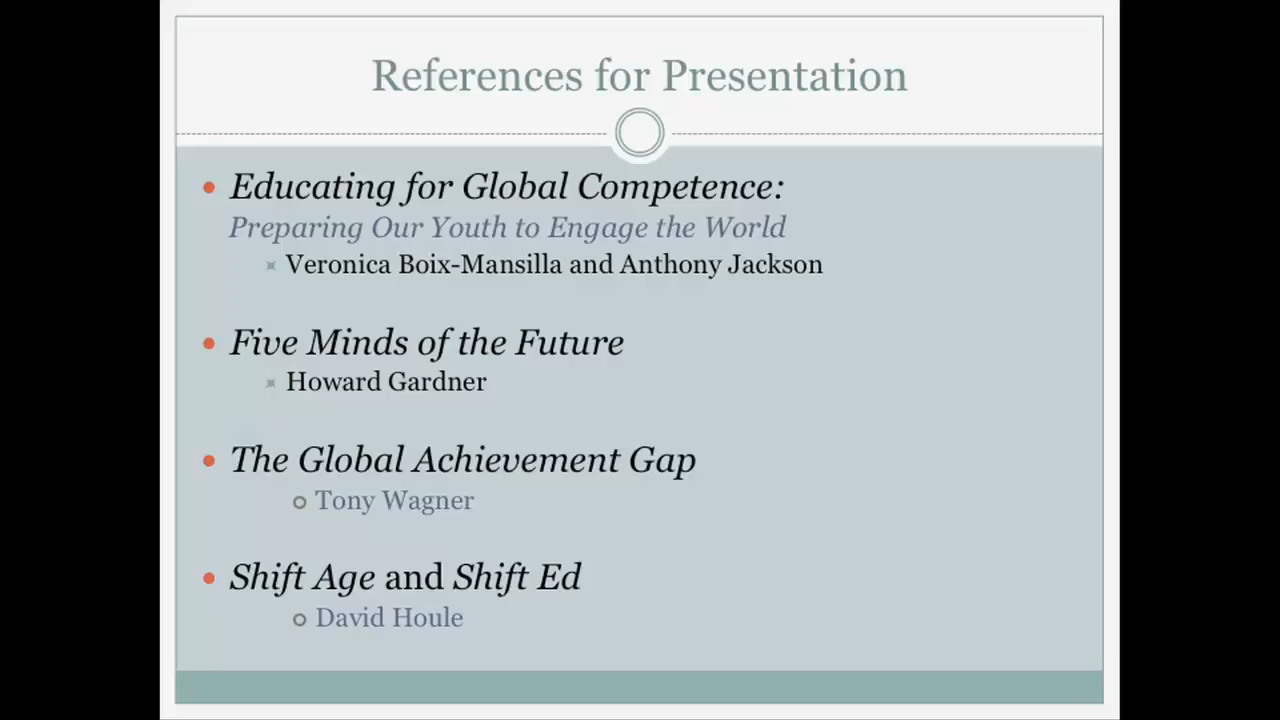 References for Presentation
Educating for Global Competence:
Preparing Our Youth to Engage the World
Veronica Boix-Mansilla and Anthony Jackson
Five Minds of the Future
Howard Gardner
The Global Achievement Gap
Tony Wagner
Shift Age and Shift Ed
David Houle